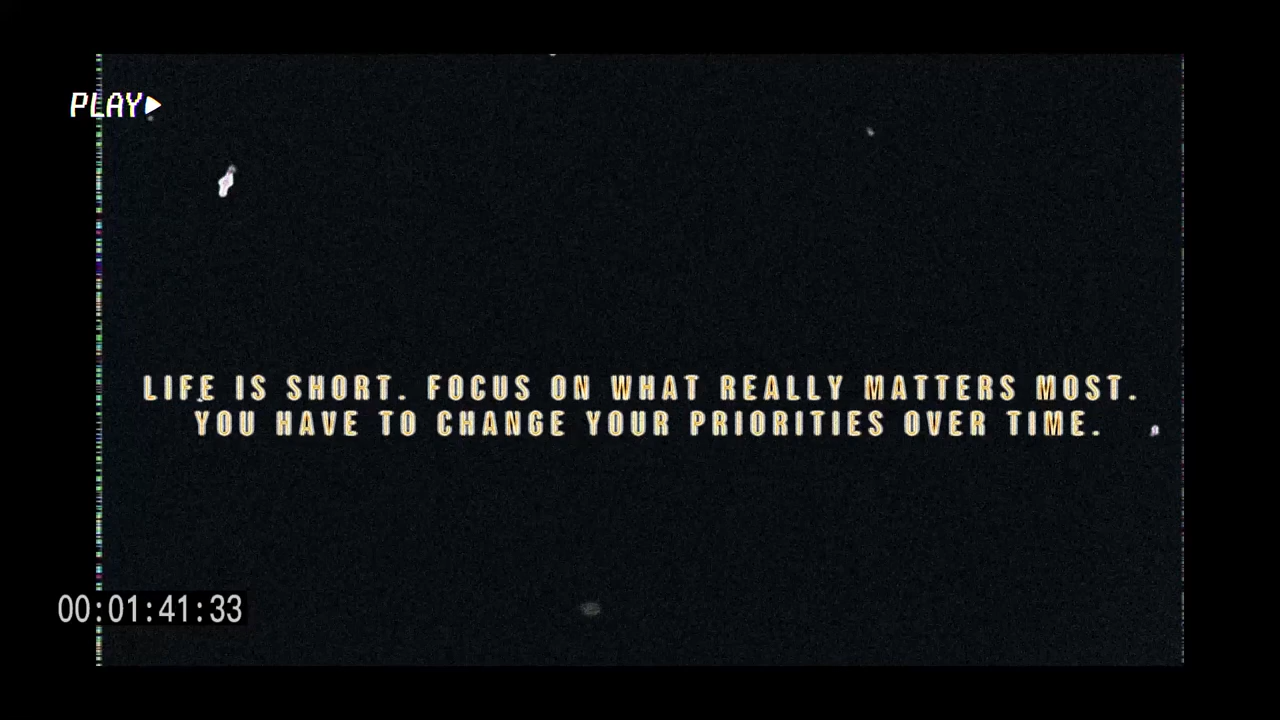 PLAY▶
LIFE IS SHORT. FOCUS ON WHAT REALLY MATTERS MOST.
YOU HAVE TO CHANGE YOUR PRIORITIES OVER TIME.
00:01:41:33